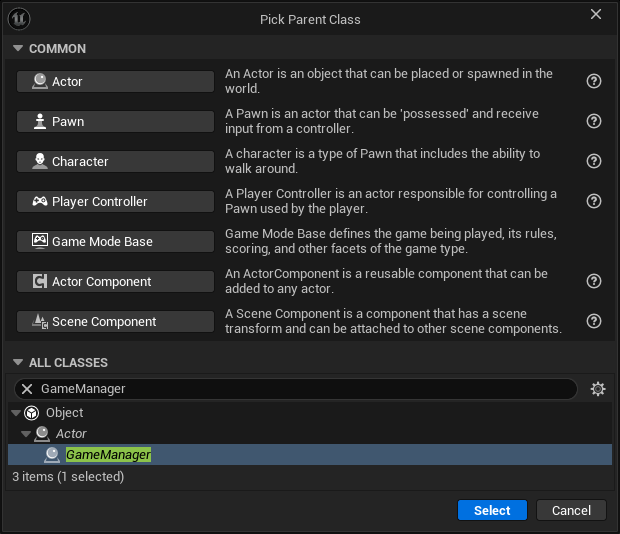 Pick Parent Class
COMMON
Actor
An Actor is an object that can be placed or spawned in the
world.
Pawn
A Pawn is an actor that can be 'possessed' and receive
input from a controller.
Character
A character is a type of Pawn that includes the ability to
walk around.
Player Controller
A Player Controller is an actor responsible for controlling a
Pawn used by the player.
Game Mode Base
Game Mode Base defines the game being played, its rules,
scoring, and other facets of the game type.
Actor Component
An ActorComponent is a reusable component that can be
added to any actor.
Scene Component
A Scene Component is a component that has a scene
transform and can be attached to other scene components.
ALL CLASSES
GameManager
Object
Actor
GameManager
3 items (1 selected)
Select
Cancel